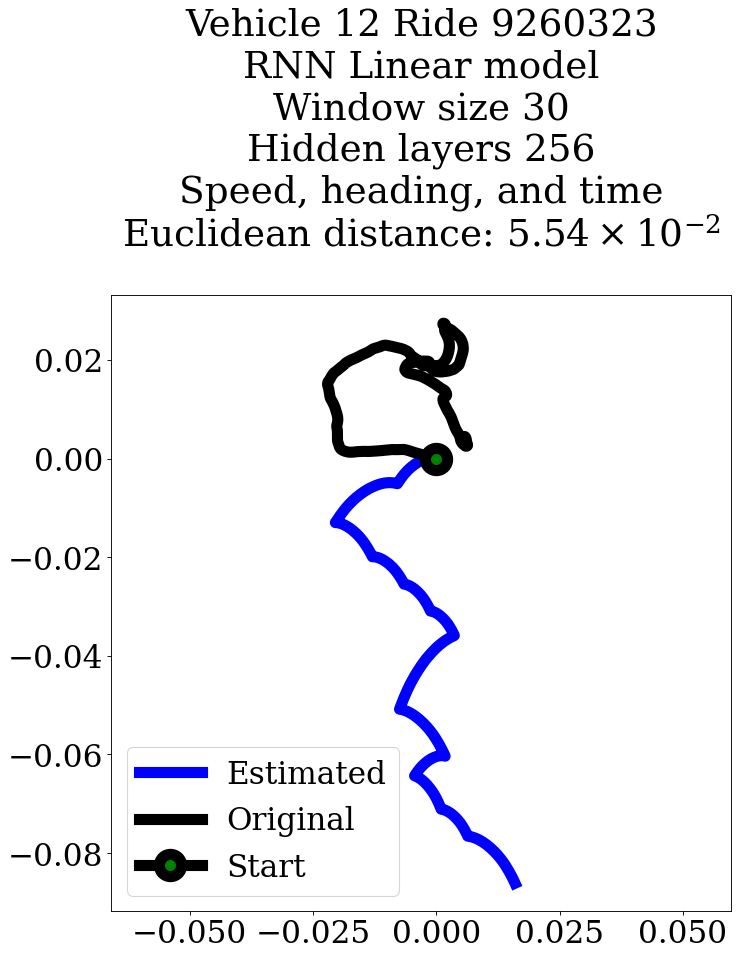 Vehicle 12 Ride 9260323
RNN Linear model
Window size 30
Hidden layers 256
Speed, heading, and time
Euclidean distance: 5.54 × 10⁻²
0.02
0.00
−0.02
−0.04
−0.06
−0.08
Estimated
Original
Start
−0.050 −0.025 0.000 0.025 0.050